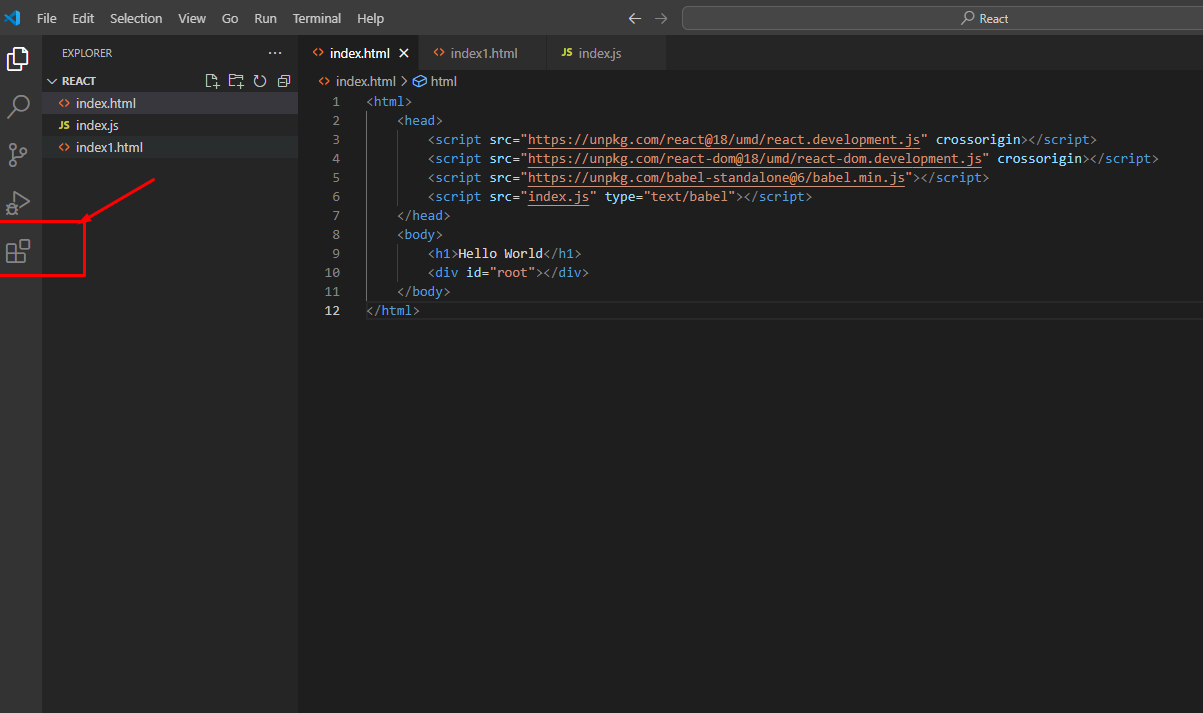 File Edit Selection View Go Run Terminal Help React
EXPLORER ...
REACT
index.html
JS index.js
index1.html
index.html index1.html JS index.js
index.html > html
1 <html>
2 <head>
3 <script src="https://unpkg.com/react@18/umd/react.development.js" crossorigin></script>
4 <script src="https://unpkg.com/react-dom@18/umd/react-dom.development.js" crossorigin></script>
5 <script src="https://unpkg.com/babel-standalone@6/babel.min.js"></script>
6 <script src="index.js" type="text/babel"></script>
7 </head>
8 <body>
9 <h1>Hello World</h1>
10 <div id="root"></div>
11 </body>
12 </html>